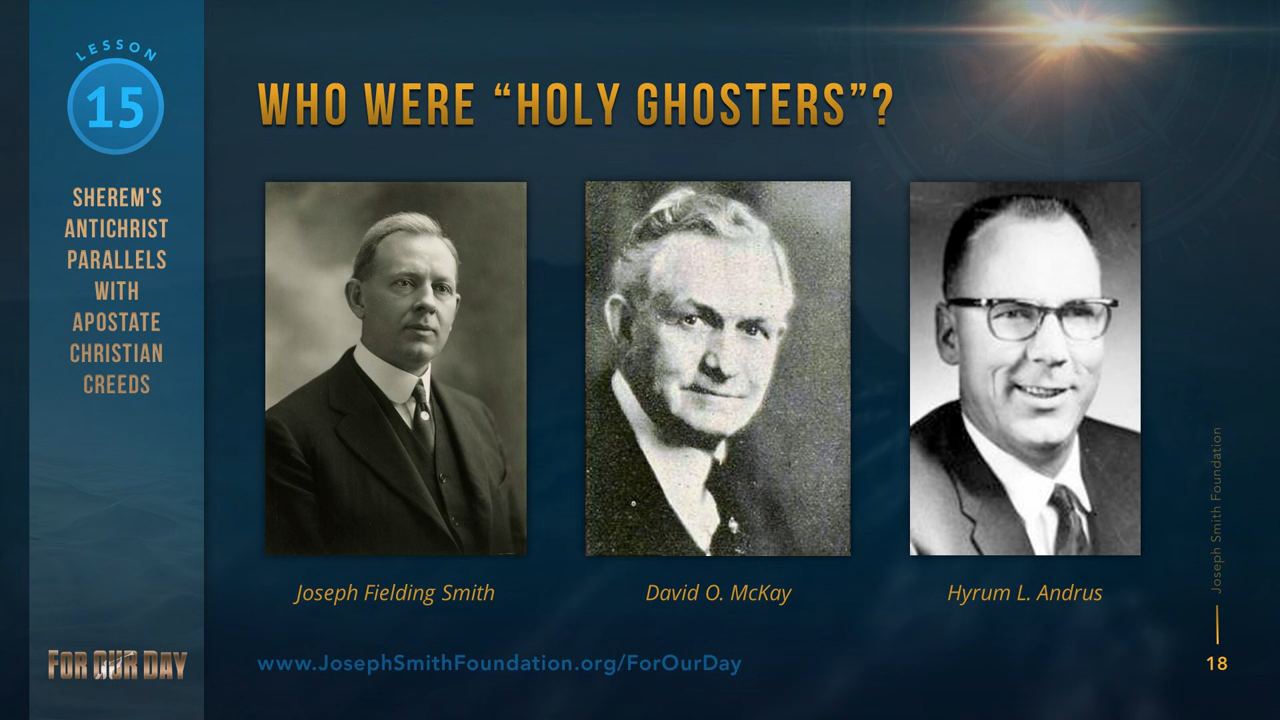 LESSON
15
SHEREM'S
ANTICHRIST
PARALLELS
WITH
APOSTATE
CHRISTIAN
CREEDS
FOR OUR DAY
WHO WERE “HOLY GHOSTERS”?
Joseph Fielding Smith
David O. McKay
Hyrum L. Andrus
www.JosephSmithFoundation.org/ForOurDay
Joseph Smith Foundation
18